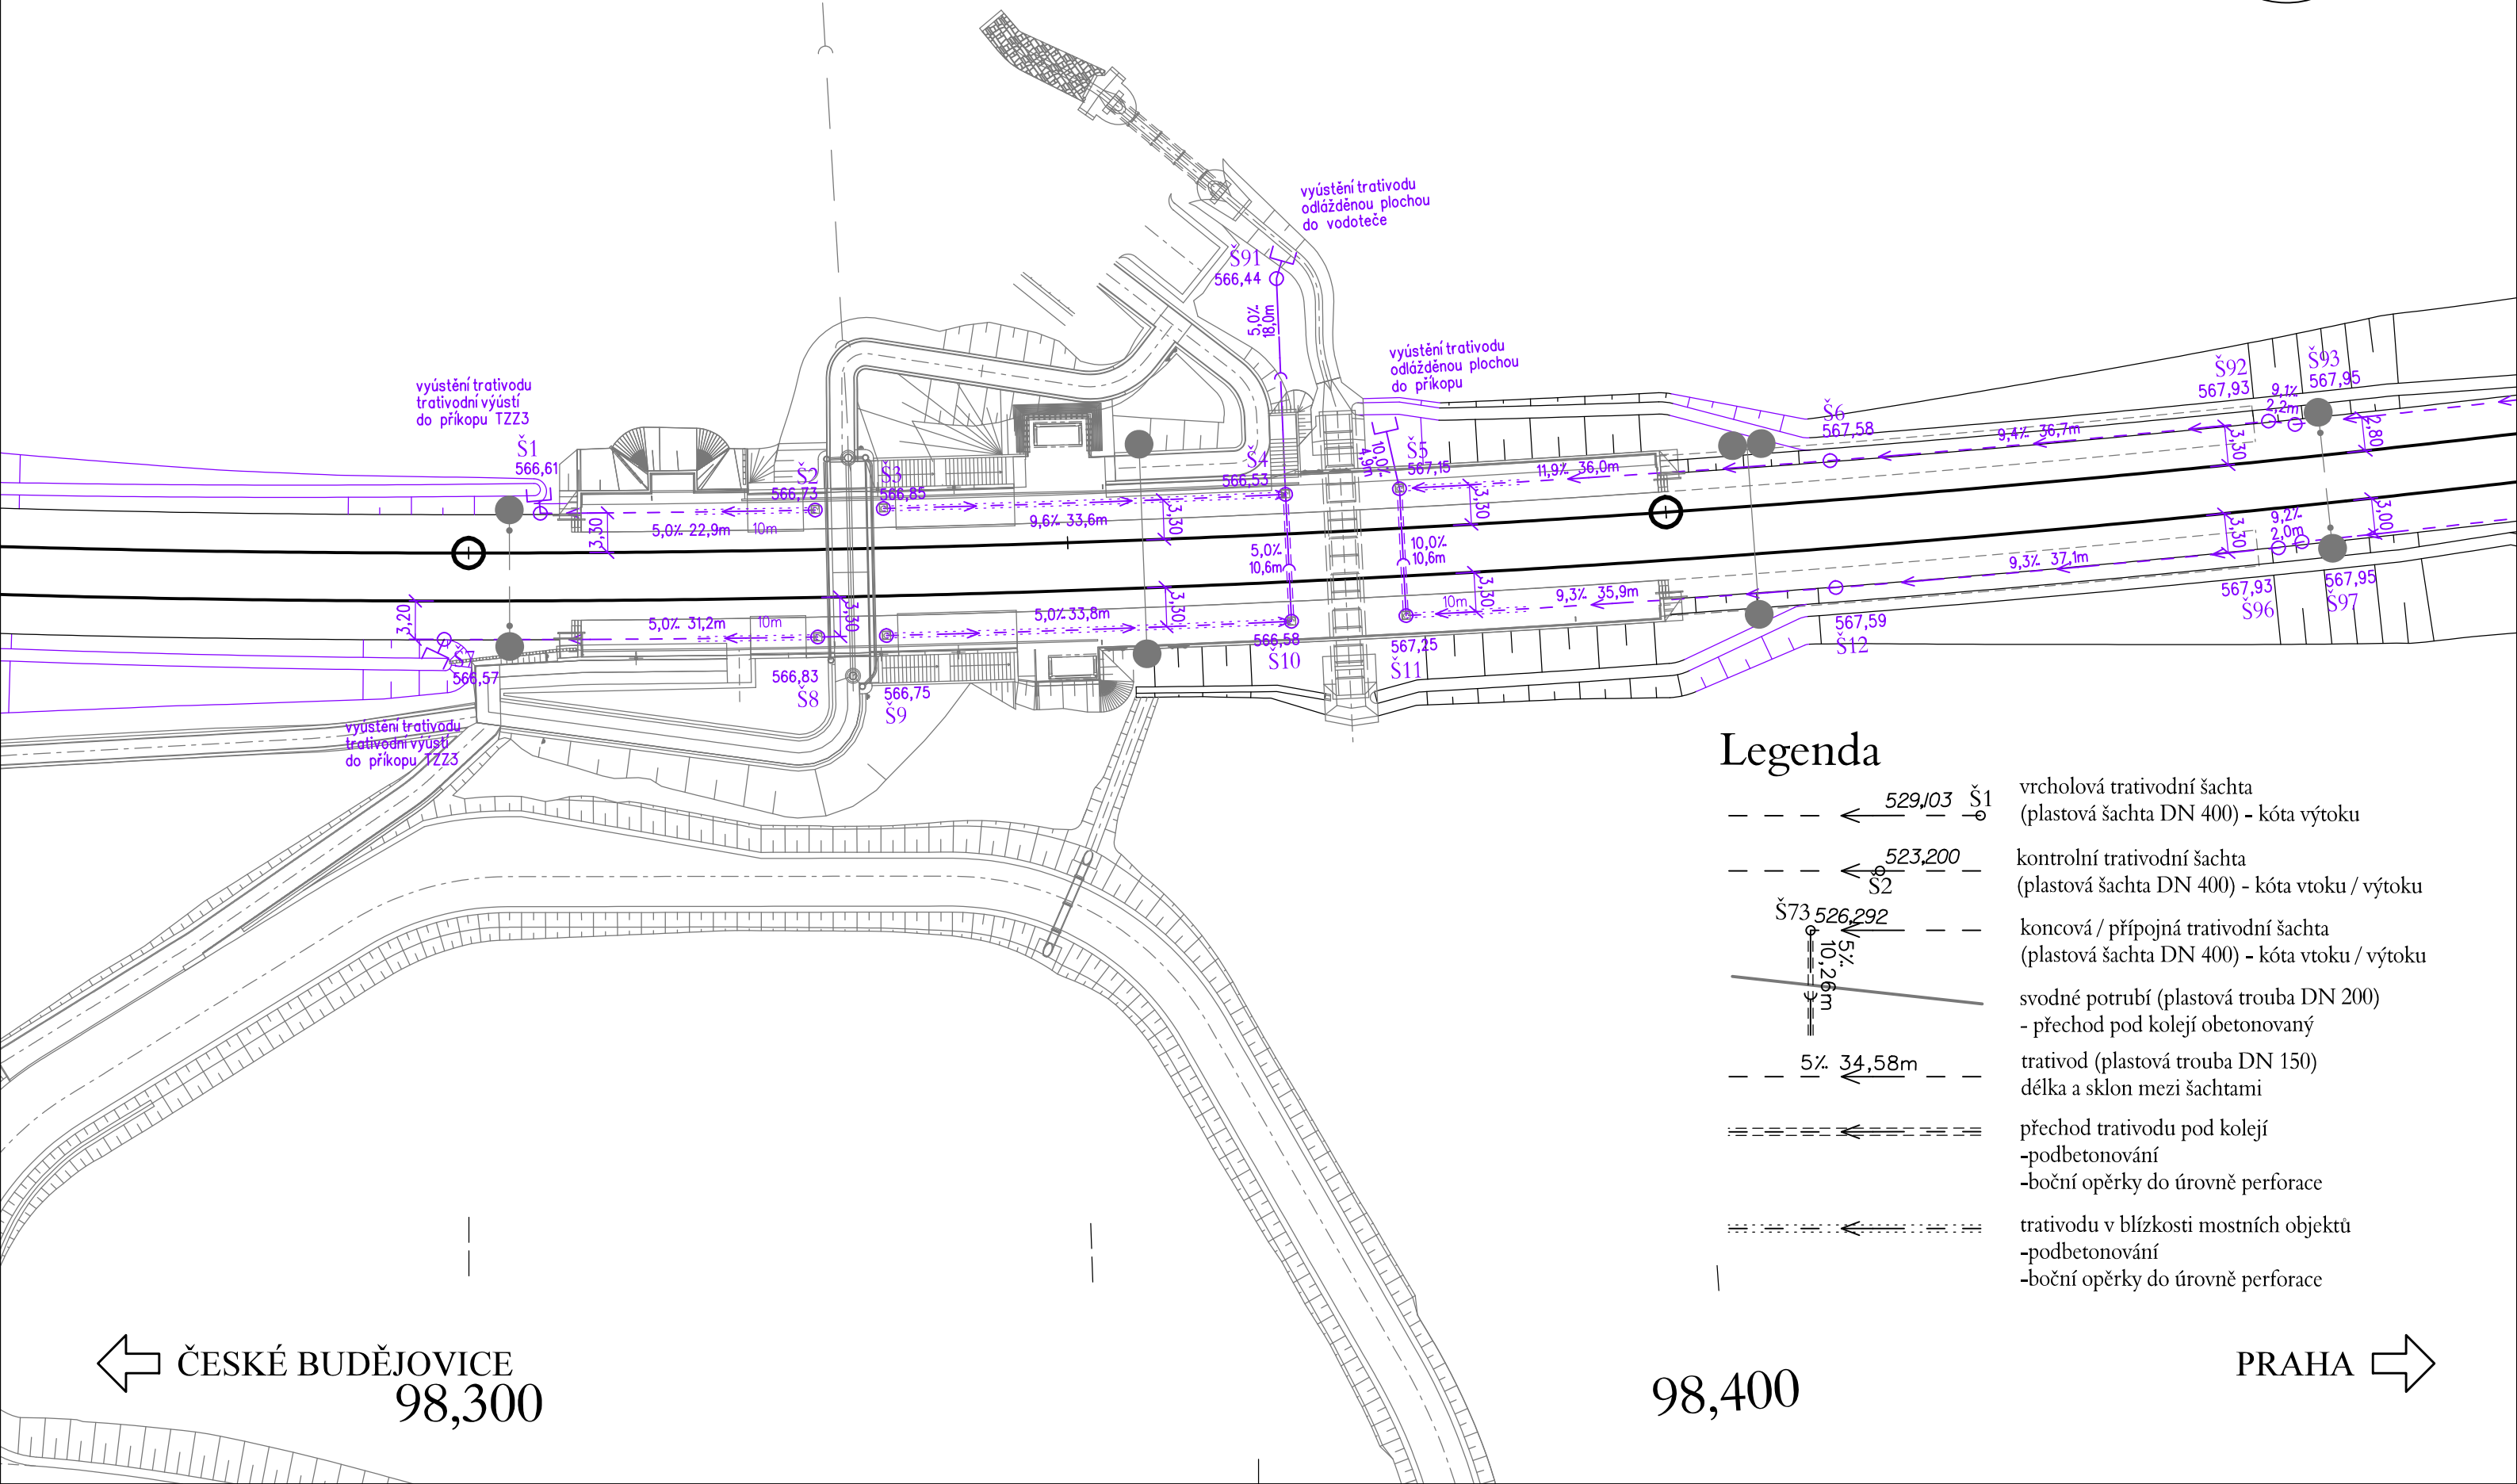 vyústění trativodu
odlážděnou plochou
do vodoteče
Š91
566,44
5,0‰
18,0m
vyústění trativodu
odlážděnou plochou
do příkopu
vyústění trativodu
trativodní výústí
do příkopu TZZ3
Š1
566,61
Š2
566,73
Š3
566,85
Š4
566,53
10,0‰
4,9m
Š5
567,15
Š6
567,58
Š92
567,93
Š93
567,95
9,1‰
2,2m
2,80
3,30
9,4‰ 36,7m
11,9‰ 36,0m
3,30
3,30
9,6‰ 33,6m
5,0‰ 22,9m
10m
3,30
5,0‰
10,6m
10,0‰
10,6m
3,30
9,2‰
2,0m
3,00
9,3‰ 37,1m
567,93
Š96
567,95
Š97
3,20
5,0‰ 31,2m
10m
3,30
5,0‰ 33,8m
3,30
10m
3,30
9,3‰ 35,9m
566,57
566,83
Š8
566,75
Š9
566,58
Š10
567,25
Š11
567,59
Š12
vyústění trativodu
trativodní výústí
do příkopu TZZ3
Legenda
529,103 Š1
vrcholová trativodní šachta
(plastová šachta DN 400) - kóta výtoku
523,200
Š2
kontrolní trativodní šachta
(plastová šachta DN 400) - kóta vtoku / výtoku
Š73 526,292
5‰
10,26m
koncová / přípojná trativodní šachta
(plastová šachta DN 400) - kóta vtoku / výtoku
svodné potrubí (plastová trouba DN 200)
- přechod pod kolejí obetonovaný
5‰ 34,58m
trativod (plastová trouba DN 150)
délka a sklon mezi šachtami
přechod trativodu pod kolejí
-podbetonování
-boční opěrky do úrovně perforace
trativodu v blízkosti mostních objektů
-podbetonování
-boční opěrky do úrovně perforace
ČESKÉ BUDĚJOVICE
98,300
98,400
PRAHA